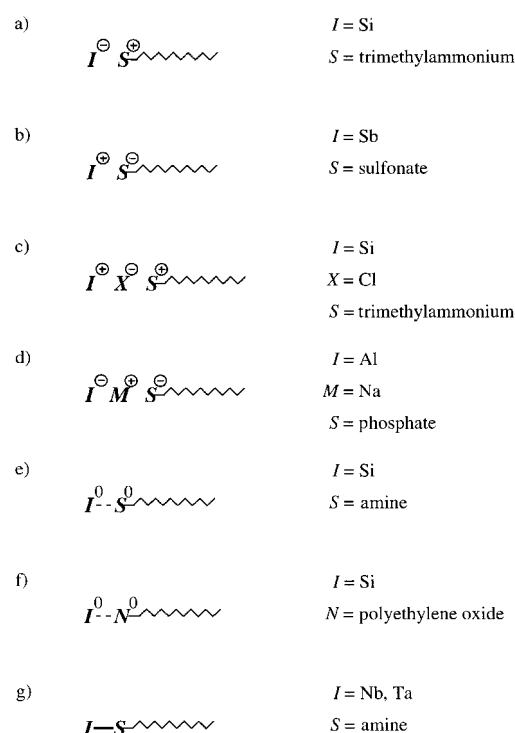 a)
I = Si
I⊖ S⊕
S = trimethylammonium
b)
I = Sb
I⊕ S⊖
S = sulfonate
c)
I = Si
I⊕ X⊖ S⊕
X = Cl
S = trimethylammonium
d)
I = Al
I⊖ M⊕ S⊖
M = Na
S = phosphate
e)
I = Si
I0--S0
S = amine
f)
I = Si
I0--N0
N = polyethylene oxide
g)
I = Nb, Ta
I—S
S = amine